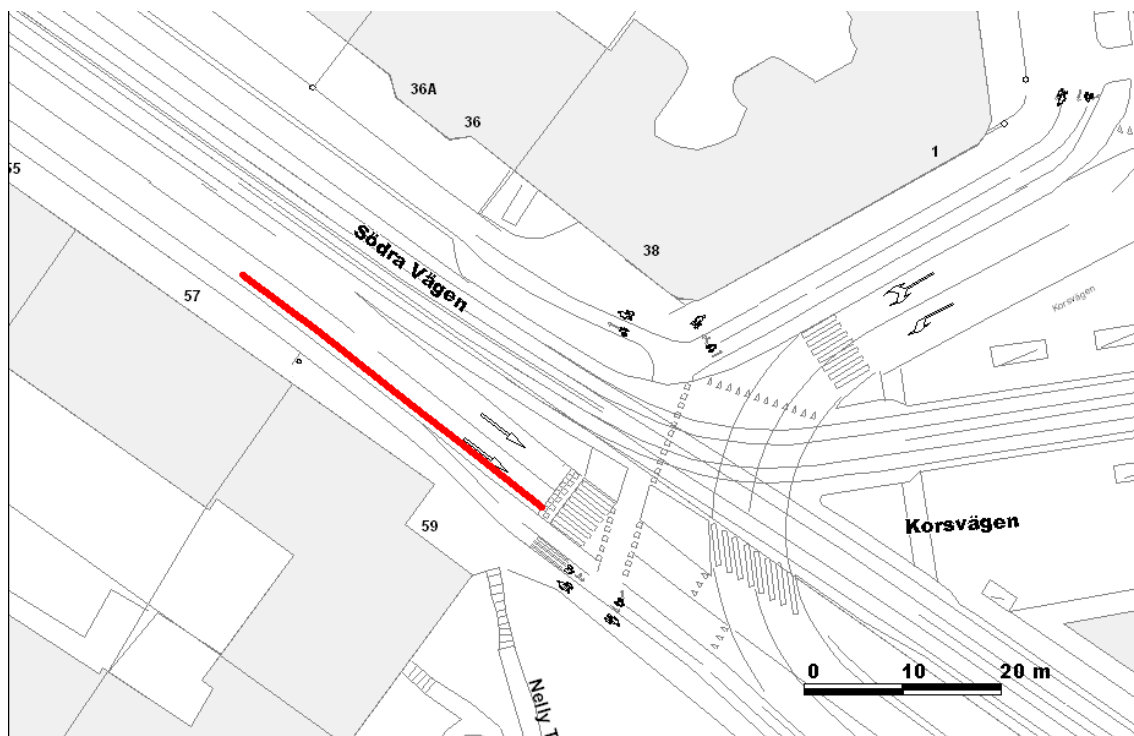 36A
36
1
55
38
Södra Vägen
57
Korsvägen
59
Korsvägen
0 10 20 m
Nelly T